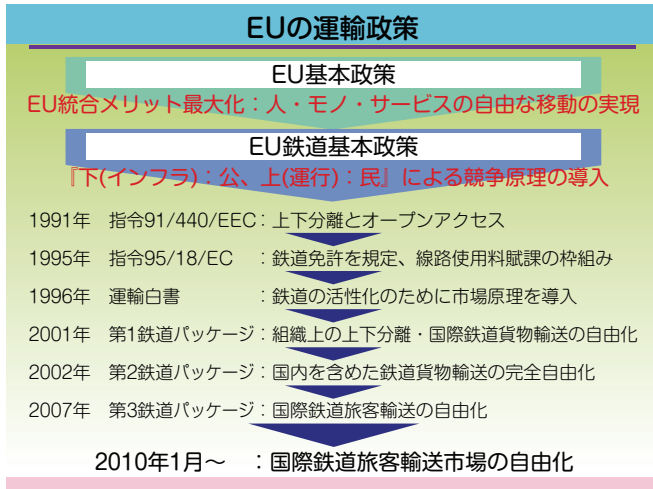 EUの運輸政策
EU基本政策
EU統合メリット最大化：人・モノ・サービスの自由な移動の実現
EU鉄道基本政策
『下(インフラ)：公、上(運行)：民』による競争原理の導入
1991年 指令91/440/EEC：上下分離とオープンアクセス
1995年 指令95/18/EC ：鉄道免許を規定、線路使用料賦課の枠組み
1996年 運輸白書 ：鉄道の活性化のために市場原理を導入
2001年 第1鉄道パッケージ：組織上の上下分離・国際鉄道貨物輸送の自由化
2002年 第2鉄道パッケージ：国内を含めた鉄道貨物輸送の完全自由化
2007年 第3鉄道パッケージ：国際鉄道旅客輸送の自由化
2010年1月～ ：国際鉄道旅客輸送市場の自由化